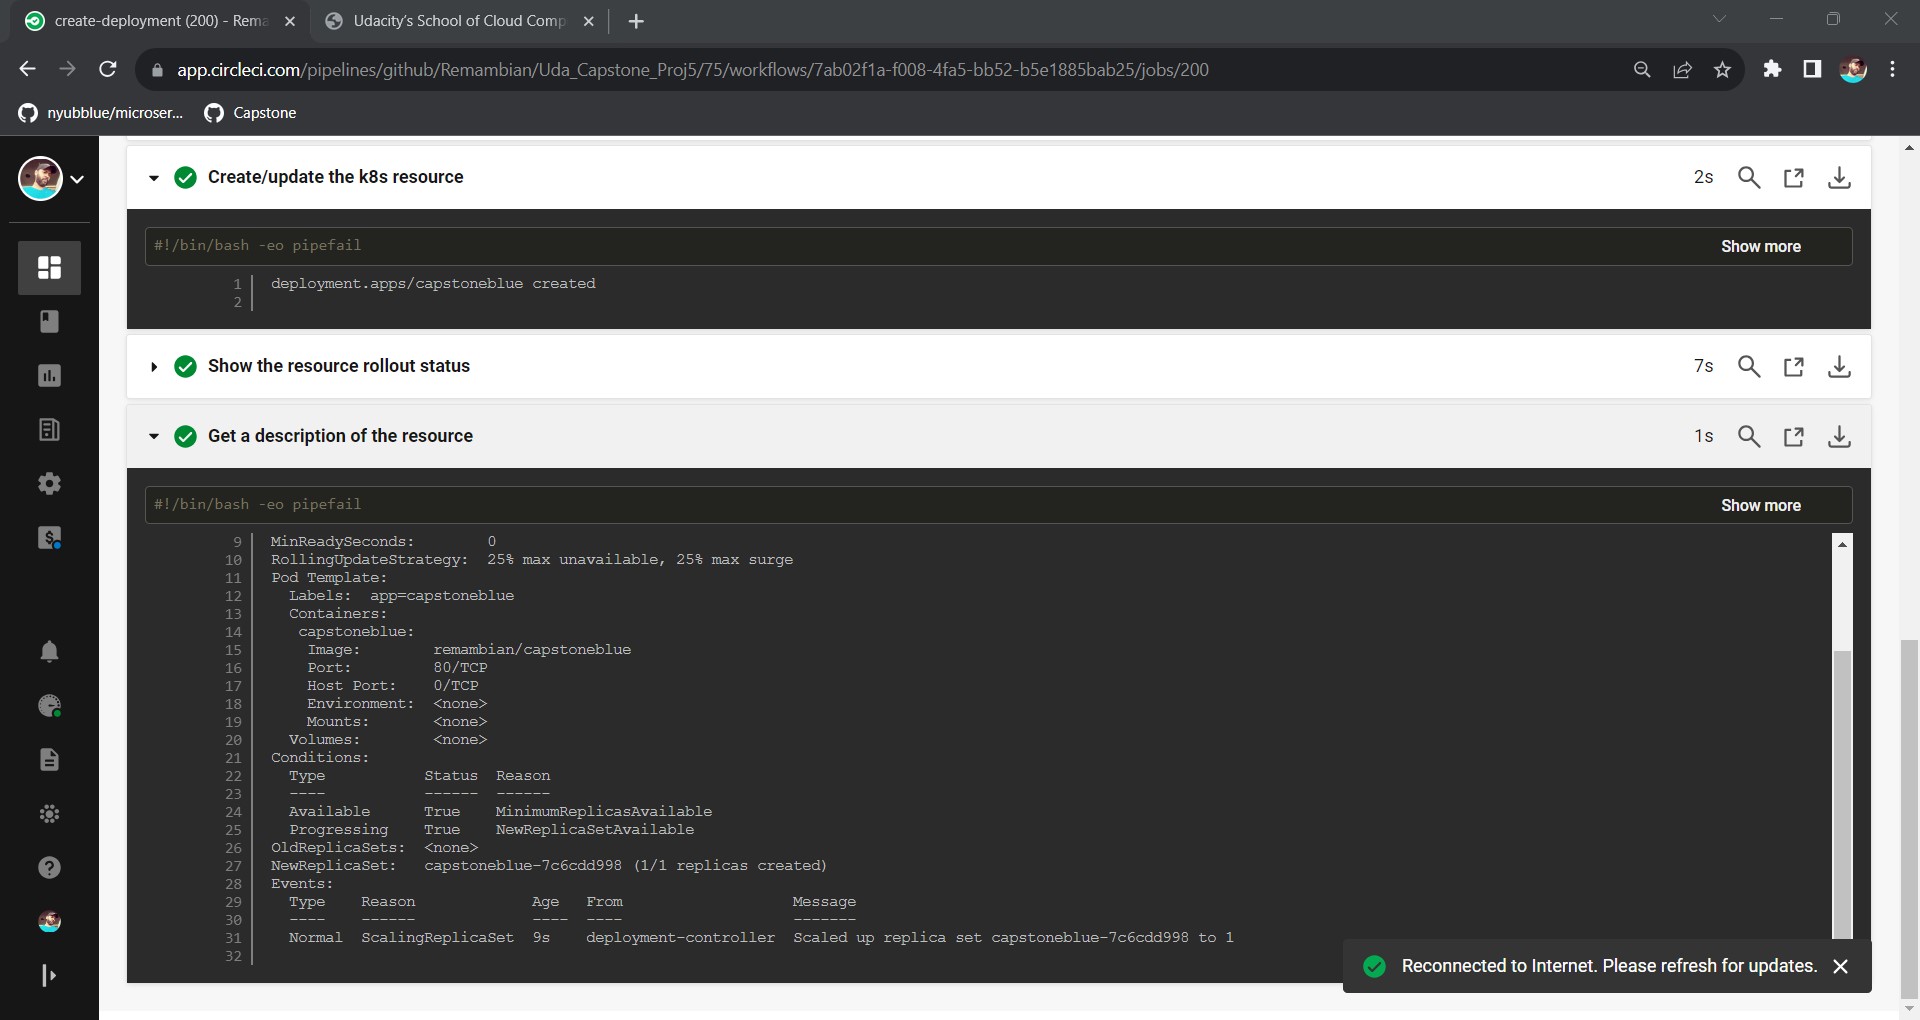 create-deployment (200) - Rema
Udacity's School of Cloud Comp
app.circleci.com/pipelines/github/Remambian/Uda_Capstone_Proj5/75/workflows/7ab02f1a-f008-4fa5-bb52-b5e1885bab25/jobs/200
nyubblue/microser...
Capstone
Create/update the k8s resource
2s
#!/bin/bash -eo pipefail
Show more
1 deployment.apps/capstoneblue created
2
Show the resource rollout status
7s
Get a description of the resource
1s
#!/bin/bash -eo pipefail
Show more
9 MinReadySeconds: 0
10 RollingUpdateStrategy: 25% max unavailable, 25% max surge
11 Pod Template:
12 Labels: app=capstoneblue
13 Containers:
14 capstoneblue:
15 Image: remambian/capstoneblue
16 Port: 80/TCP
17 Host Port: 0/TCP
18 Environment: <none>
19 Mounts: <none>
20 Volumes: <none>
21 Conditions:
22 Type Status Reason
23 ---- ------ ------
24 Available True MinimumReplicasAvailable
25 Progressing True NewReplicaSetAvailable
26 OldReplicaSets: <none>
27 NewReplicaSet: capstoneblue-7c6cdd998 (1/1 replicas created)
28 Events:
29 Type Reason Age From Message
30 ---- ------ ---- ---- -------
31 Normal ScalingReplicaSet 9s deployment-controller Scaled up replica set capstoneblue-7c6cdd998 to 1
32
Reconnected to Internet. Please refresh for updates.